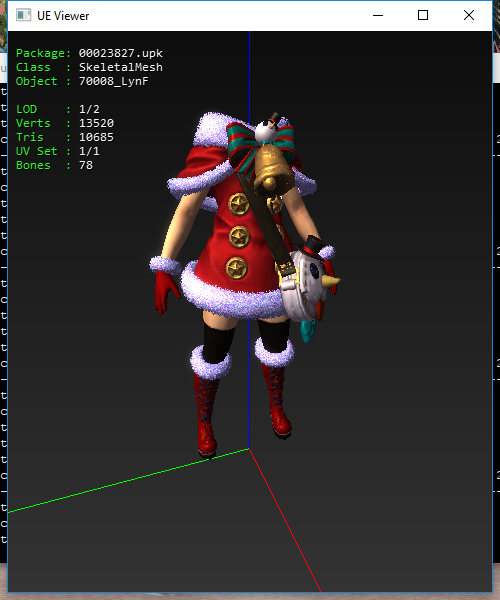 UE Viewer
Package: 00023827.upk
Class  : SkeletalMesh
Object : 70008_LynF
LOD    : 1/2
Verts  : 13520
Tris   : 10685
UV Set : 1/1
Bones  : 78